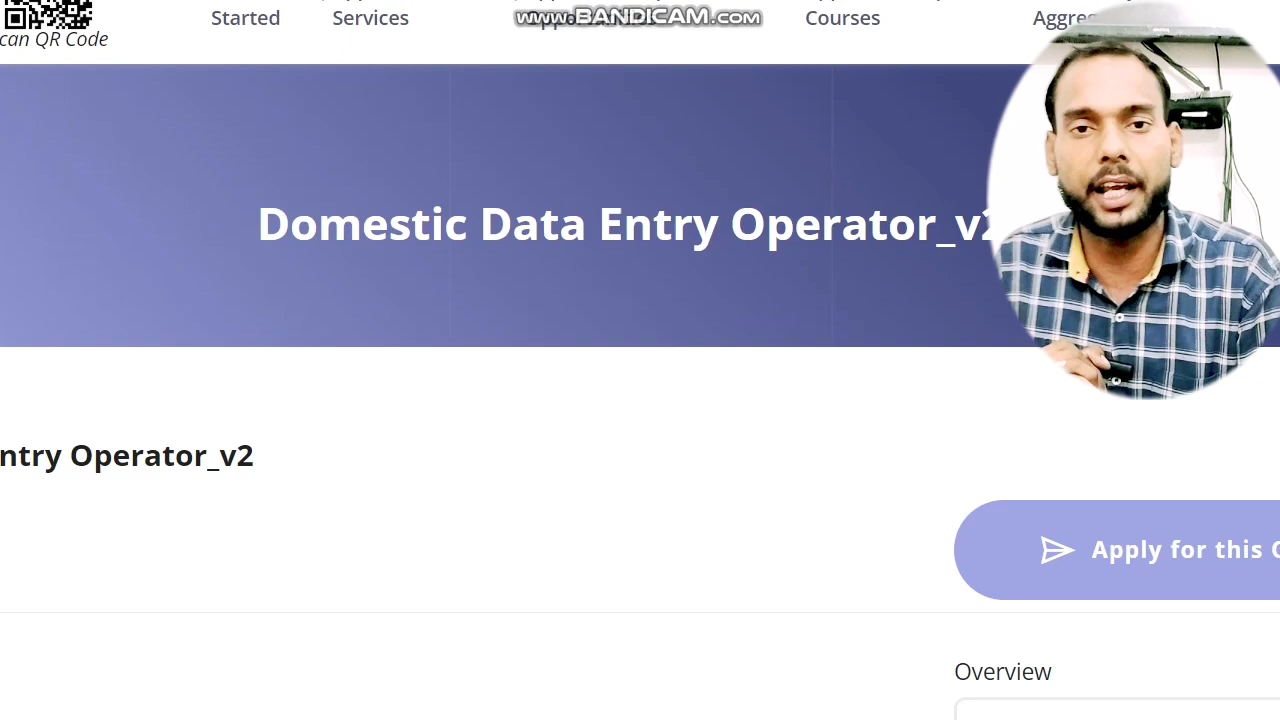 can QR Code
Started
Services
www.BANDICAM.com
Courses
Domestic Data Entry Operator_v2
ntry Operator_v2
Apply for this
Overview